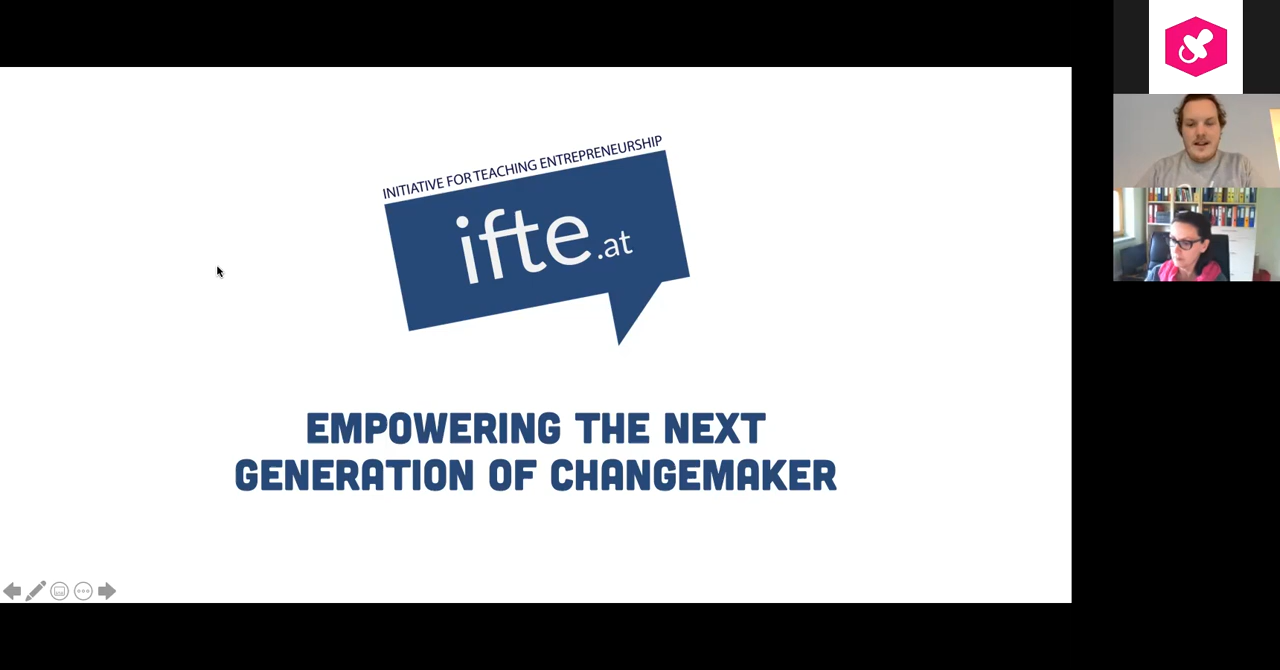 INITIATIVE FOR TEACHING ENTREPRENEURSHIP
ifte.at
EMPOWERING THE NEXT
GENERATION OF CHANGEMAKER